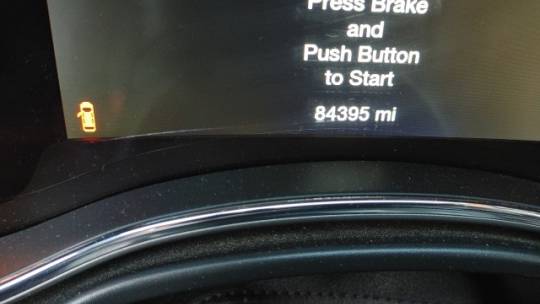 Press Brake
and
Push Button
to Start
84395 mi